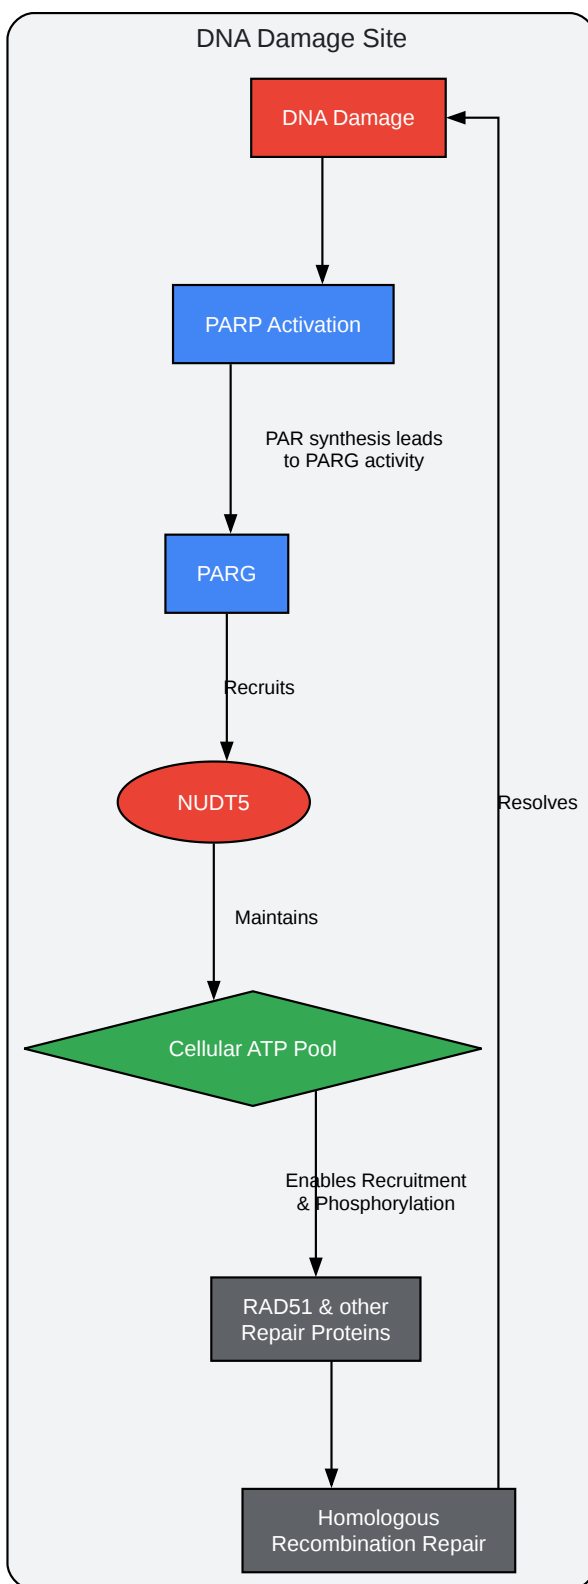 DNA Damage Site
DNA Damage
PARP Activation
PAR synthesis leads
to PARG activity
PARG
Recruits
NUDT5
Resolves
Maintains
Cellular ATP Pool
Enables Recruitment
& Phosphorylation
RAD51 & other
Repair Proteins
Homologous
Recombination Repair